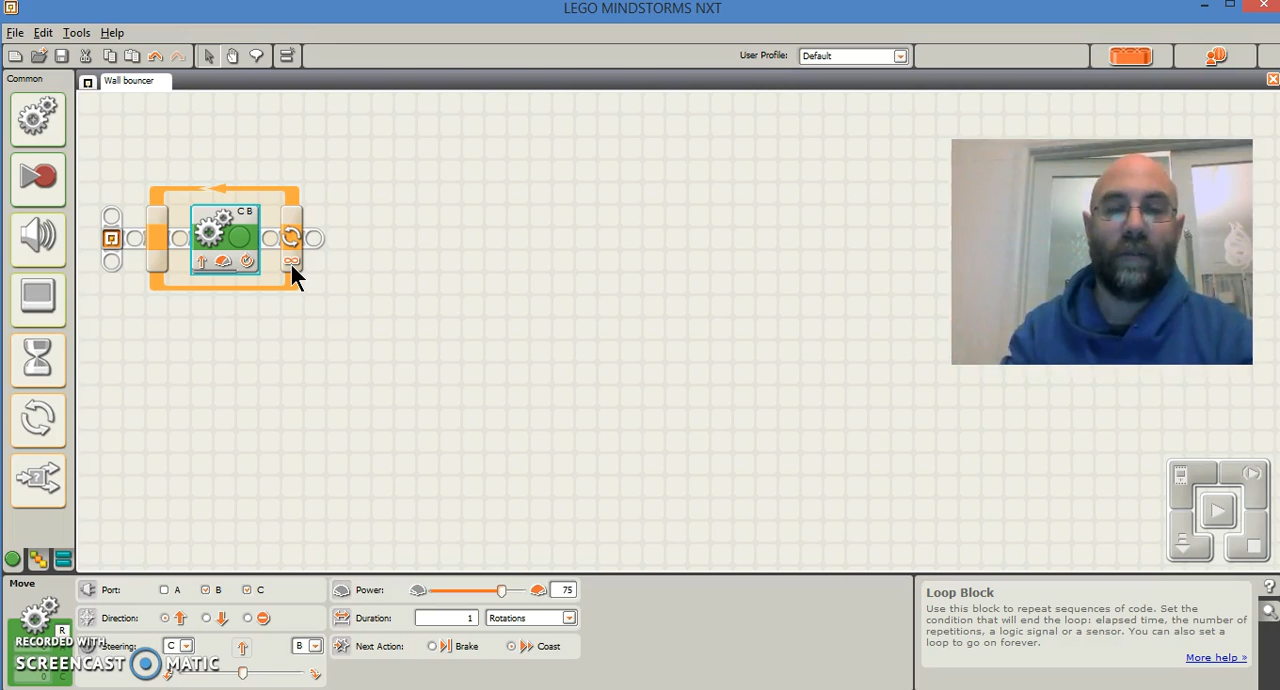 LEGO MINDSTORMS NXT
File Edit Tools Help
User Profile: Default
Common
Wall bouncer
C B
Move
Port: A B C
Power: 75
Direction:
Duration: 1 Rotations
Steering: C B
Next Action: Brake Coast
R
0 C
RECORDED WITH
SCREENCAST MATIC
Loop Block
Use this block to repeat sequences of code. Set the
condition that will end the loop: elapsed time, the number of
repetitions, a logic signal or a sensor. You can also set a
loop to go on forever.
More help »